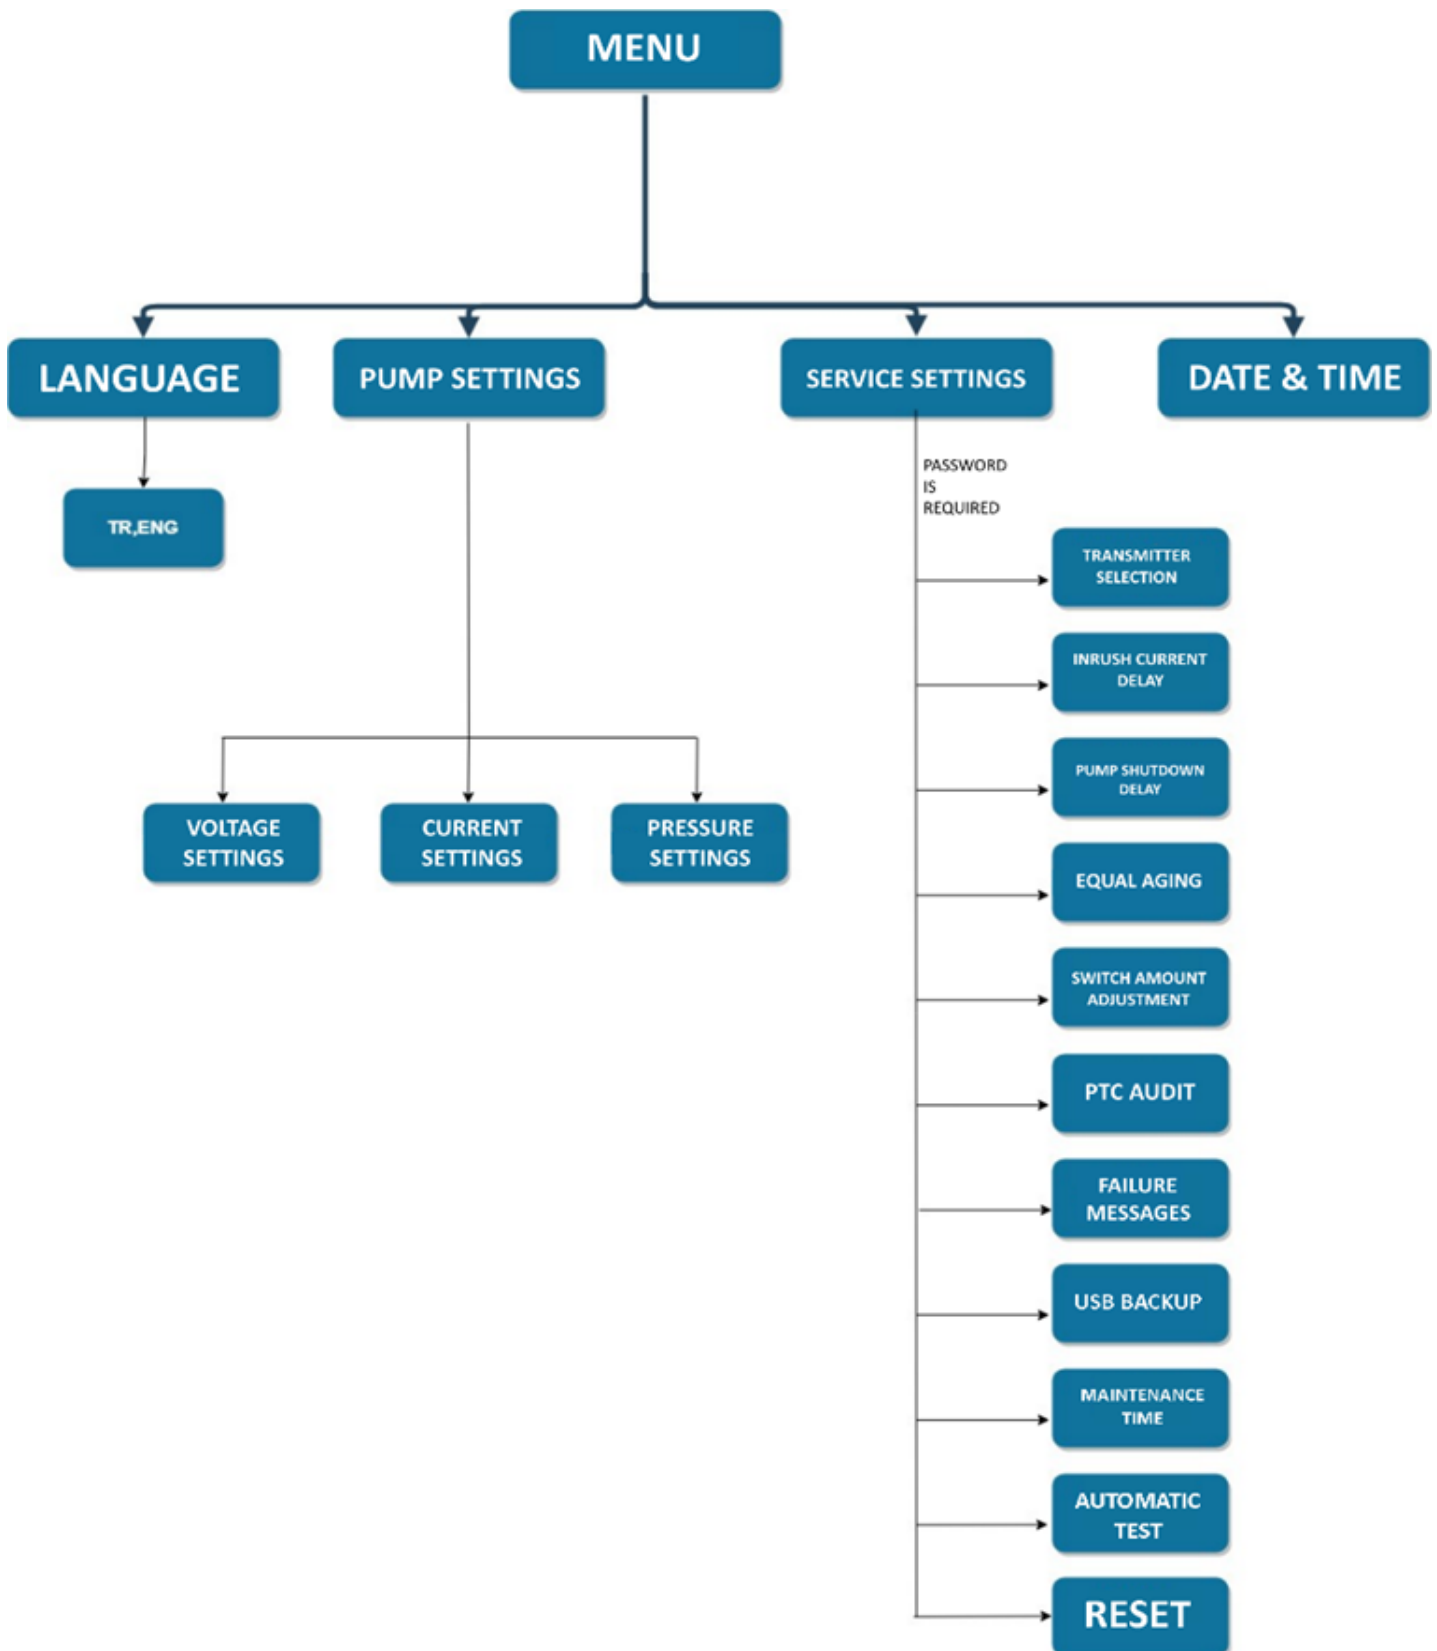 MENU
LANGUAGE
PUMP SETTINGS
SERVICE SETTINGS
DATE & TIME
TR,ENG
PASSWORD
IS
REQUIRED
TRANSMITTER
SELECTION
INRUSH CURRENT
DELAY
PUMP SHUTDOWN
DELAY
VOLTAGE
SETTINGS
CURRENT
SETTINGS
PRESSURE
SETTINGS
EQUAL AGING
SWITCH AMOUNT
ADJUSTMENT
PTC AUDIT
FAILURE
MESSAGES
USB BACKUP
MAINTENANCE
TIME
AUTOMATIC
TEST
RESET